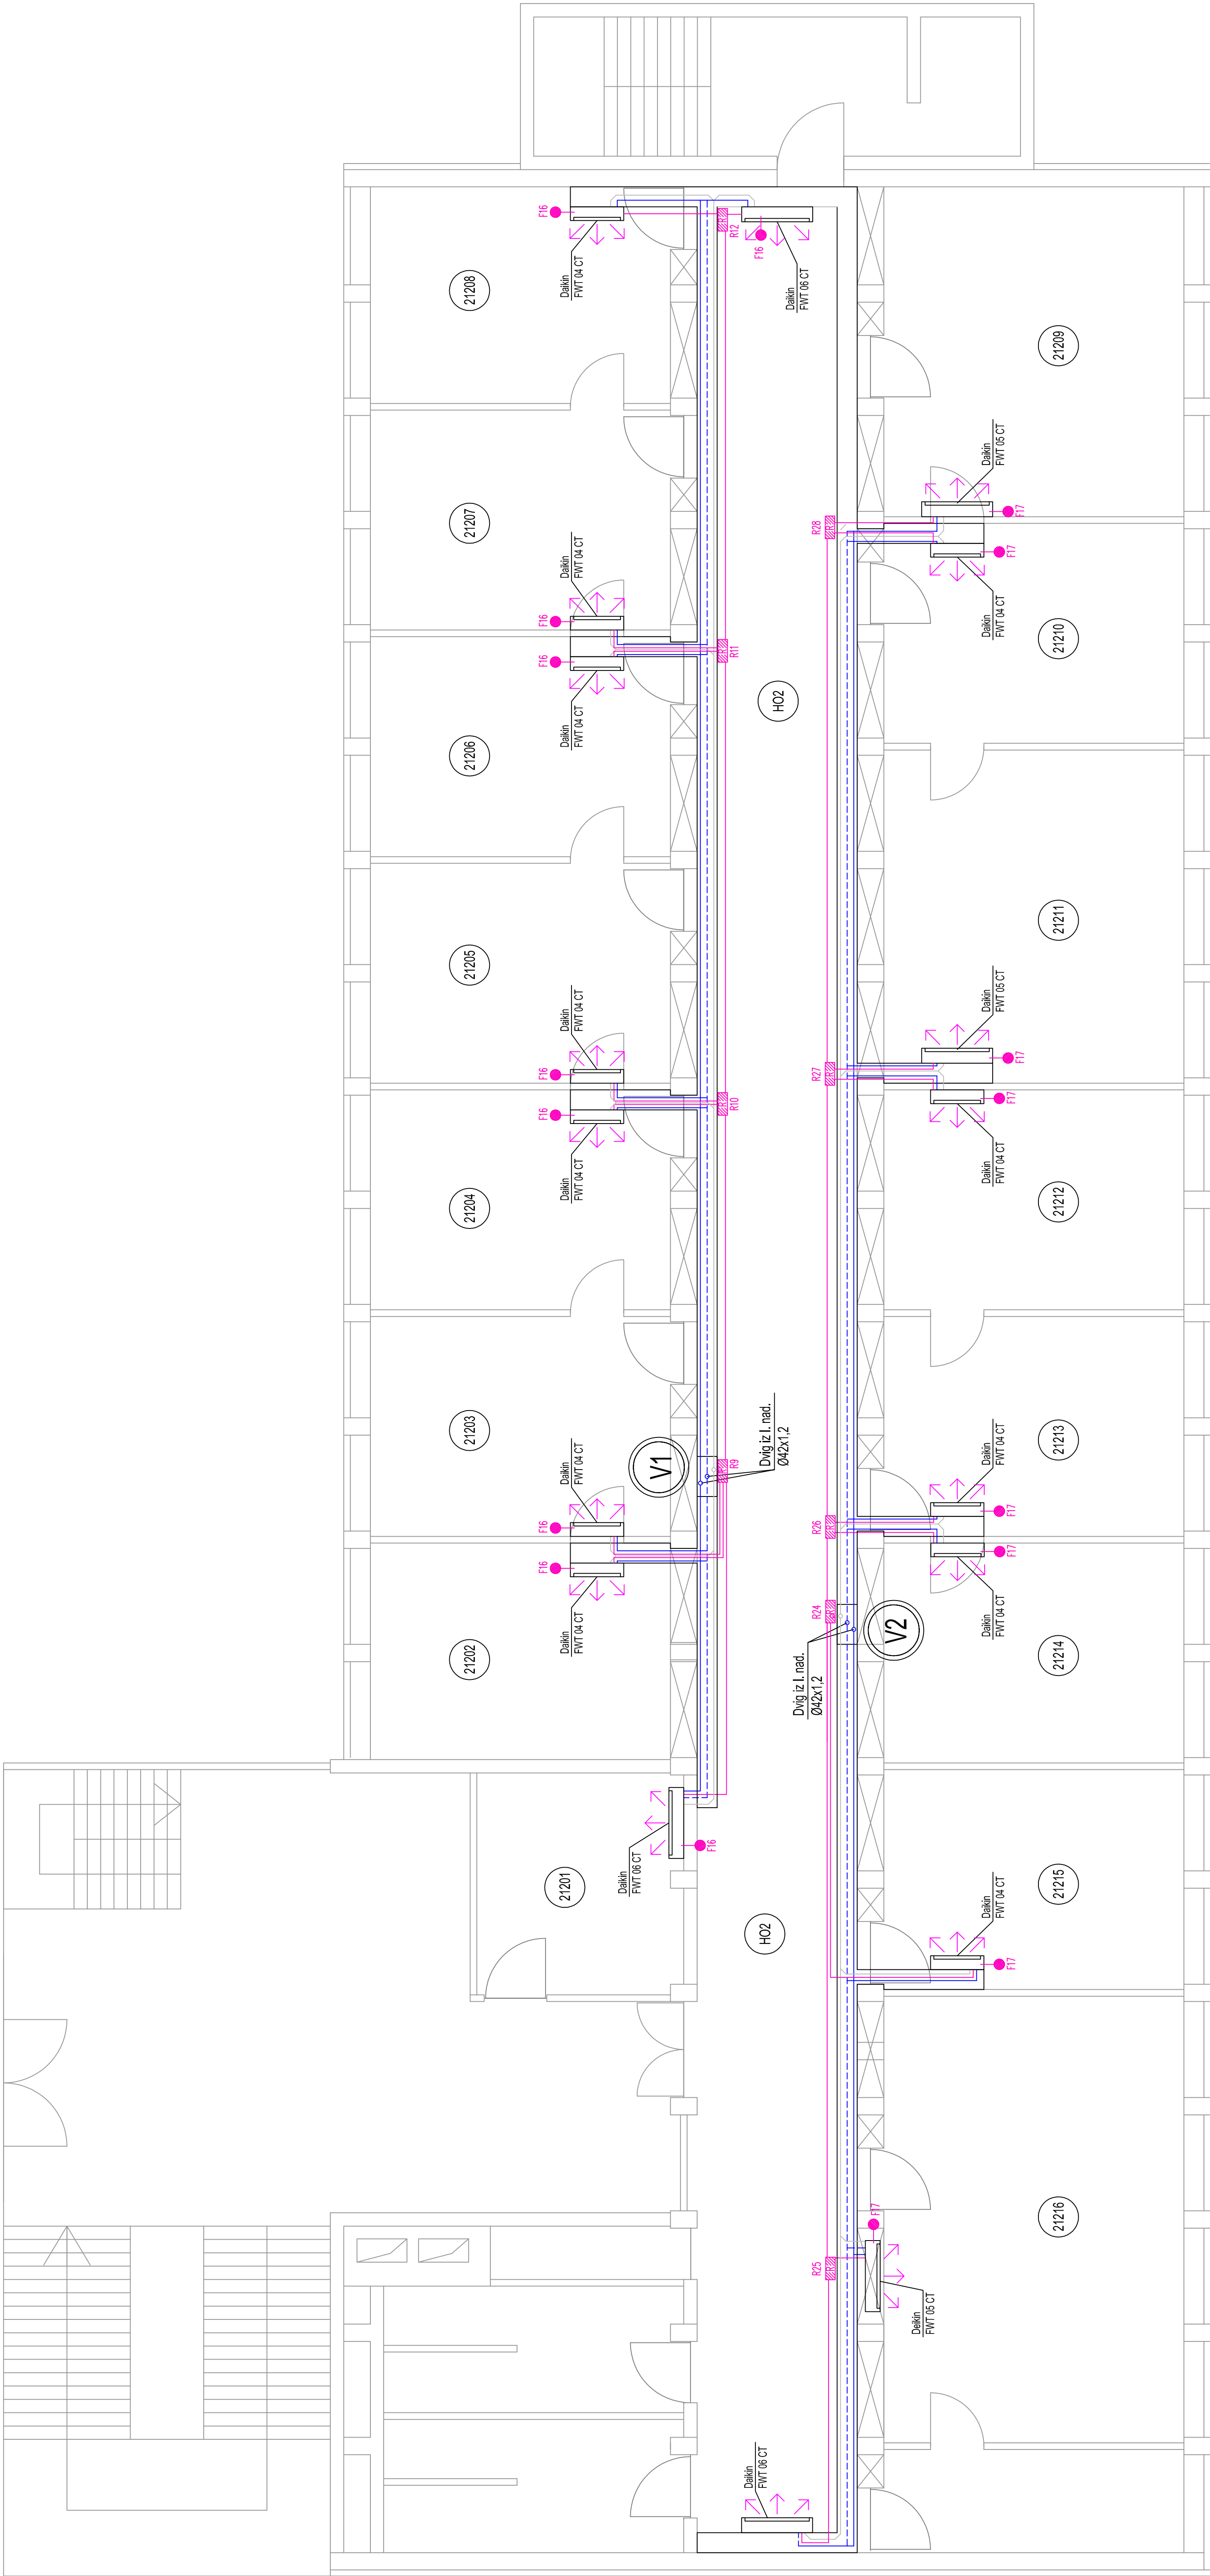 F16
21208
Daikin
FWT 04 CT
R12
R
F16
Daikin
FWT 06 CT
21209
21207
Daikin
FWT 04 CT
F16
R
R11
F16
Daikin
FWT 04 CT
21206
HO2
Daikin
FWT 05 CT
F17
R28
R
F17
Daikin
FWT 04 CT
21210
21211
21205
Daikin
FWT 04 CT
F16
R
R10
F16
Daikin
FWT 04 CT
21204
Daikin
FWT 05 CT
F17
R27
R
F17
Daikin
FWT 04 CT
21212
21203
Daikin
FWT 04 CT
F16
V1
R9
Dvig iz I. nad.
Ø42x1,2
F16
Daikin
FWT 04 CT
21202
21213
Daikin
FWT 04 CT
F17
R26
R
F17
Daikin
FWT 04 CT
R24
R
V2
Dvig iz I. nad.
Ø42x1,2
21214
21201
Daikin
FWT 06 CT
F16
HO2
21215
Daikin
FWT 04 CT
F17
21216
F17
R25
R
Deikin
FWT 05 CT
Daikin
FWT 06 CT